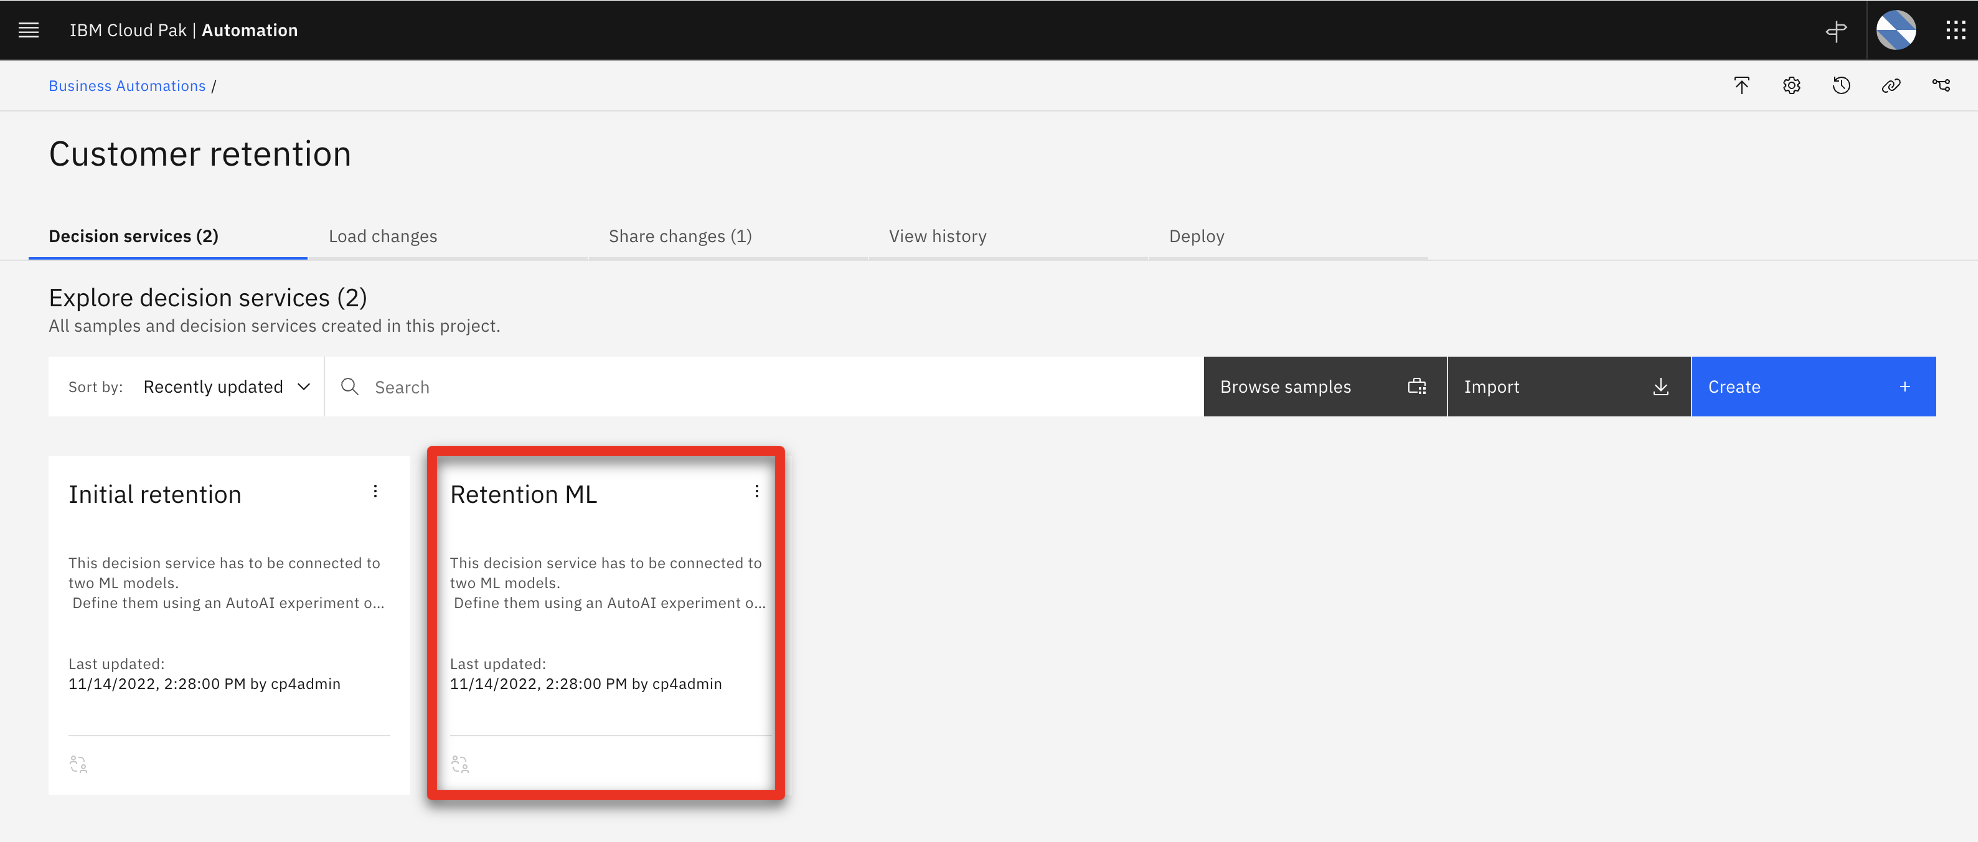 IBM Cloud Pak | Automation
Business Automations /
Customer retention
Decision services (2)
Load changes
Share changes (1)
View history
Deploy
Explore decision services (2)
All samples and decision services created in this project.
Sort by: Recently updated
Search
Browse samples
Import
Create +
Initial retention
This decision service has to be connected to
two ML models.
Define them using an AutoAI experiment o...
Last updated:
11/14/2022, 2:28:00 PM by cp4admin
Retention ML
This decision service has to be connected to
two ML models.
Define them using an AutoAI experiment o...
Last updated:
11/14/2022, 2:28:00 PM by cp4admin